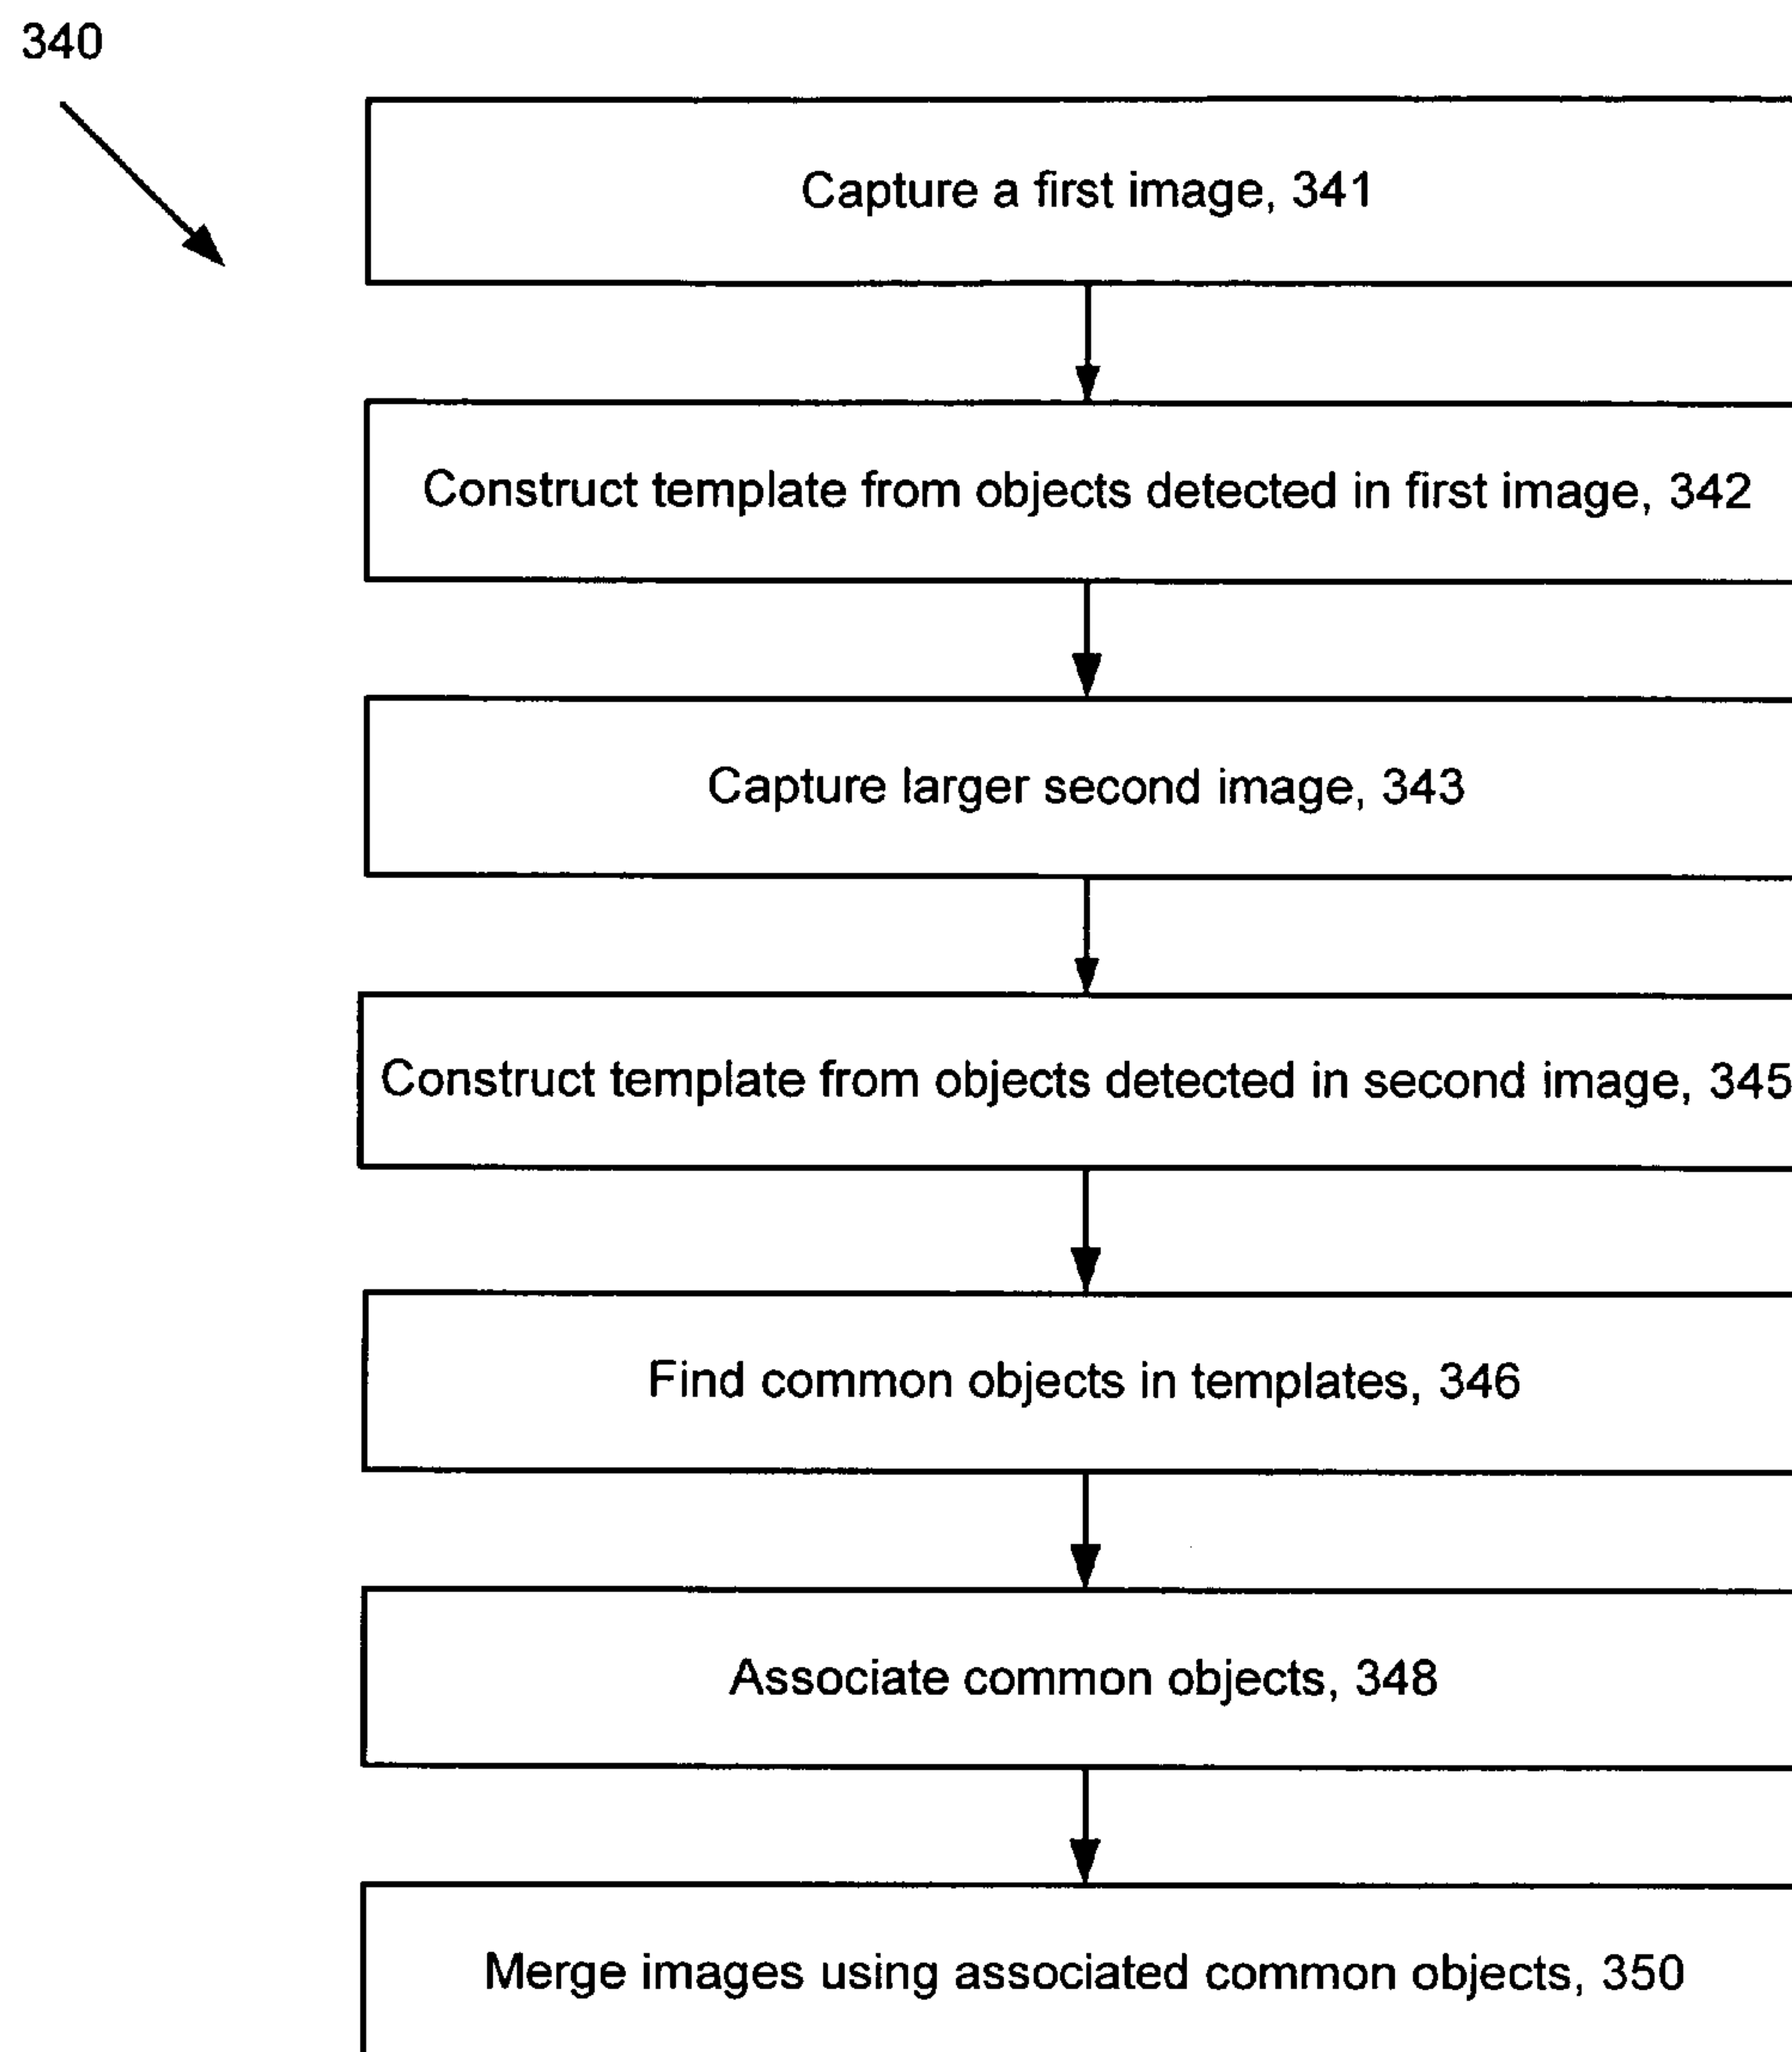 340
Capture a first image, 341
Construct template from objects detected in first image, 342
Capture larger second image, 343
Construct template from objects detected in second image, 345
Find common objects in templates, 346
Associate common objects, 348
Merge images using associated common objects, 350